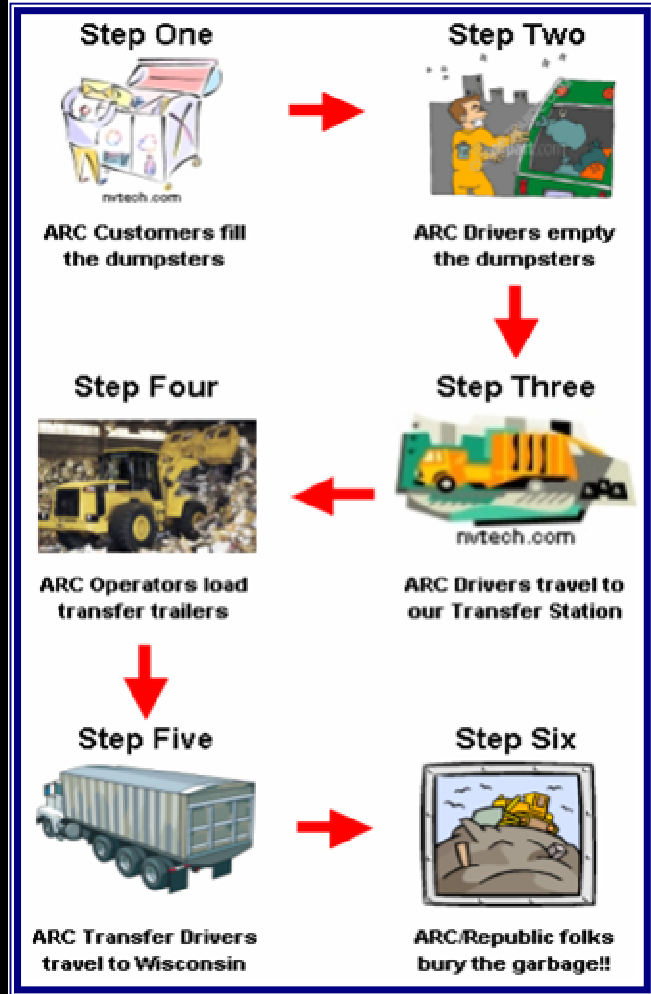 Step One
nvtech.com
ARC Customers fill
the dumpsters
Step Two
ARC Drivers empty
the dumpsters
Step Three
nvtech.com
ARC Drivers travel to
our Transfer Station
Step Four
ARC Operators load
transfer trailers
Step Five
ARC Transfer Drivers
travel to Wisconsin
Step Six
ARC/Republic folks
bury the garbage!!